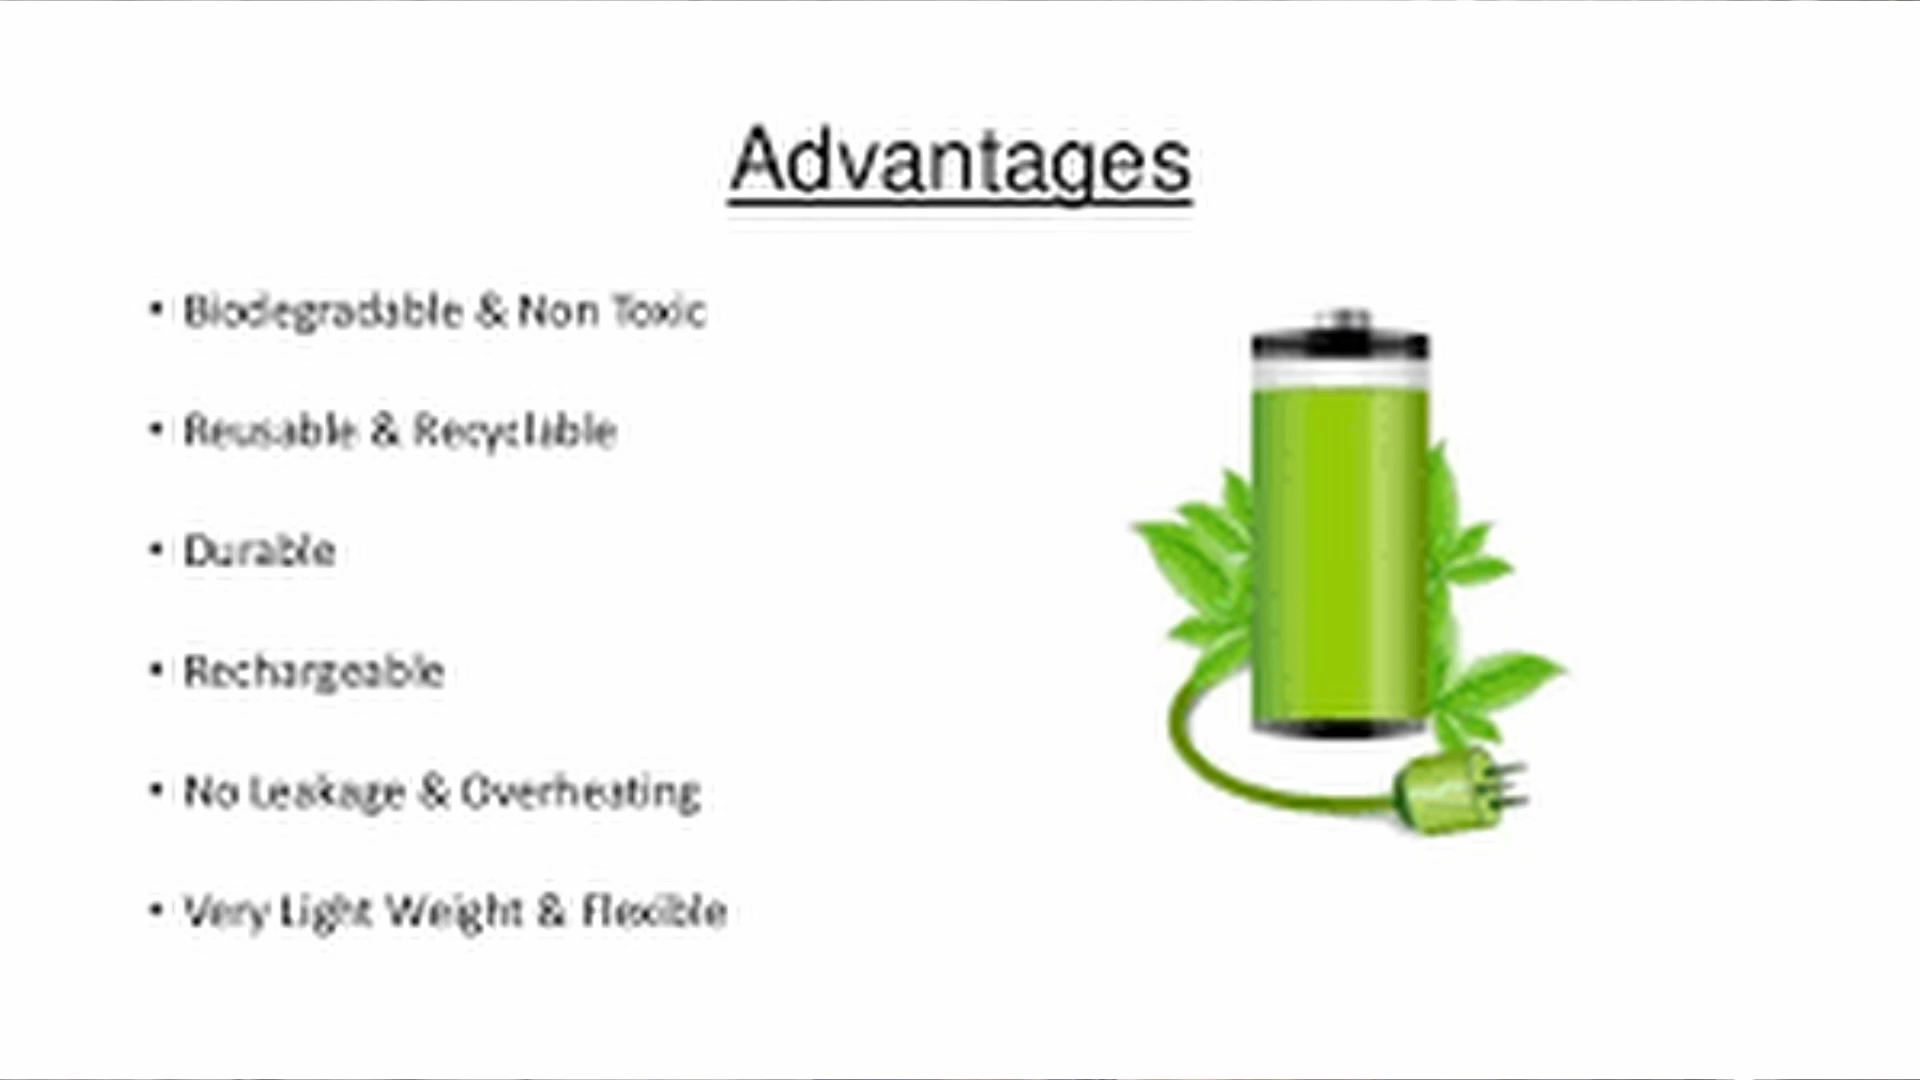 Advantages
• Biodegradable & Non Toxic
• Reusable & Recyclable
• Durable
• Rechargeable
• No Leakage & Overheating
• Very Light Weight & Flexible